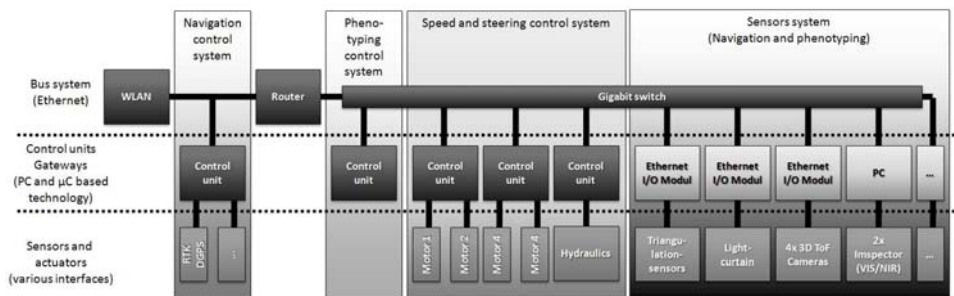 Navigation
control
system
Pheno-
typing
control
system
Speed and steering control system
Sensors system
(Navigation and phenotyping)
Bus system
(Ethernet)
WLAN
Router
Gigabit switch
Control units
Gateways
(PC and µC based
technology)
Control
unit
Control
unit
Control
unit
Control
unit
Control
unit
Ethernet
I/O Modul
Ethernet
I/O Modul
Ethernet
I/O Modul
PC
...
Sensors and
actuators
(various interfaces)
RTK
DGPS
...
Motor 1
Motor 2
Motor 4
Motor 4
Hydraulics
Triangu-
lation-
sensors
Light-
curtain
4x 3D ToF
Cameras
2x
Imspector
(VIS/NIR)
...